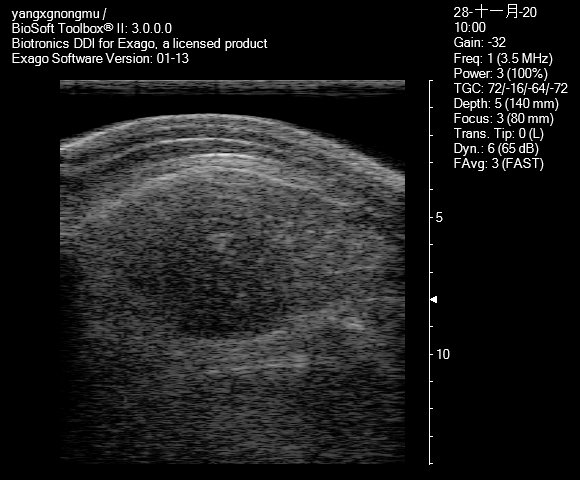 yangxgnongmu /
BioSoft Toolbox® II: 3.0.0.0
Biotronics DDI for Exago, a licensed product
Exago Software Version: 01-13
28-十一月-20
10:00
Gain: -32
Freq: 1 (3.5 MHz)
Power: 3 (100%)
TGC: 72/-16/-64/-72
Depth: 5 (140 mm)
Focus: 3 (80 mm)
Trans. Tip: 0 (L)
Dyn.: 6 (65 dB)
FAvg: 3 (FAST)
5
10